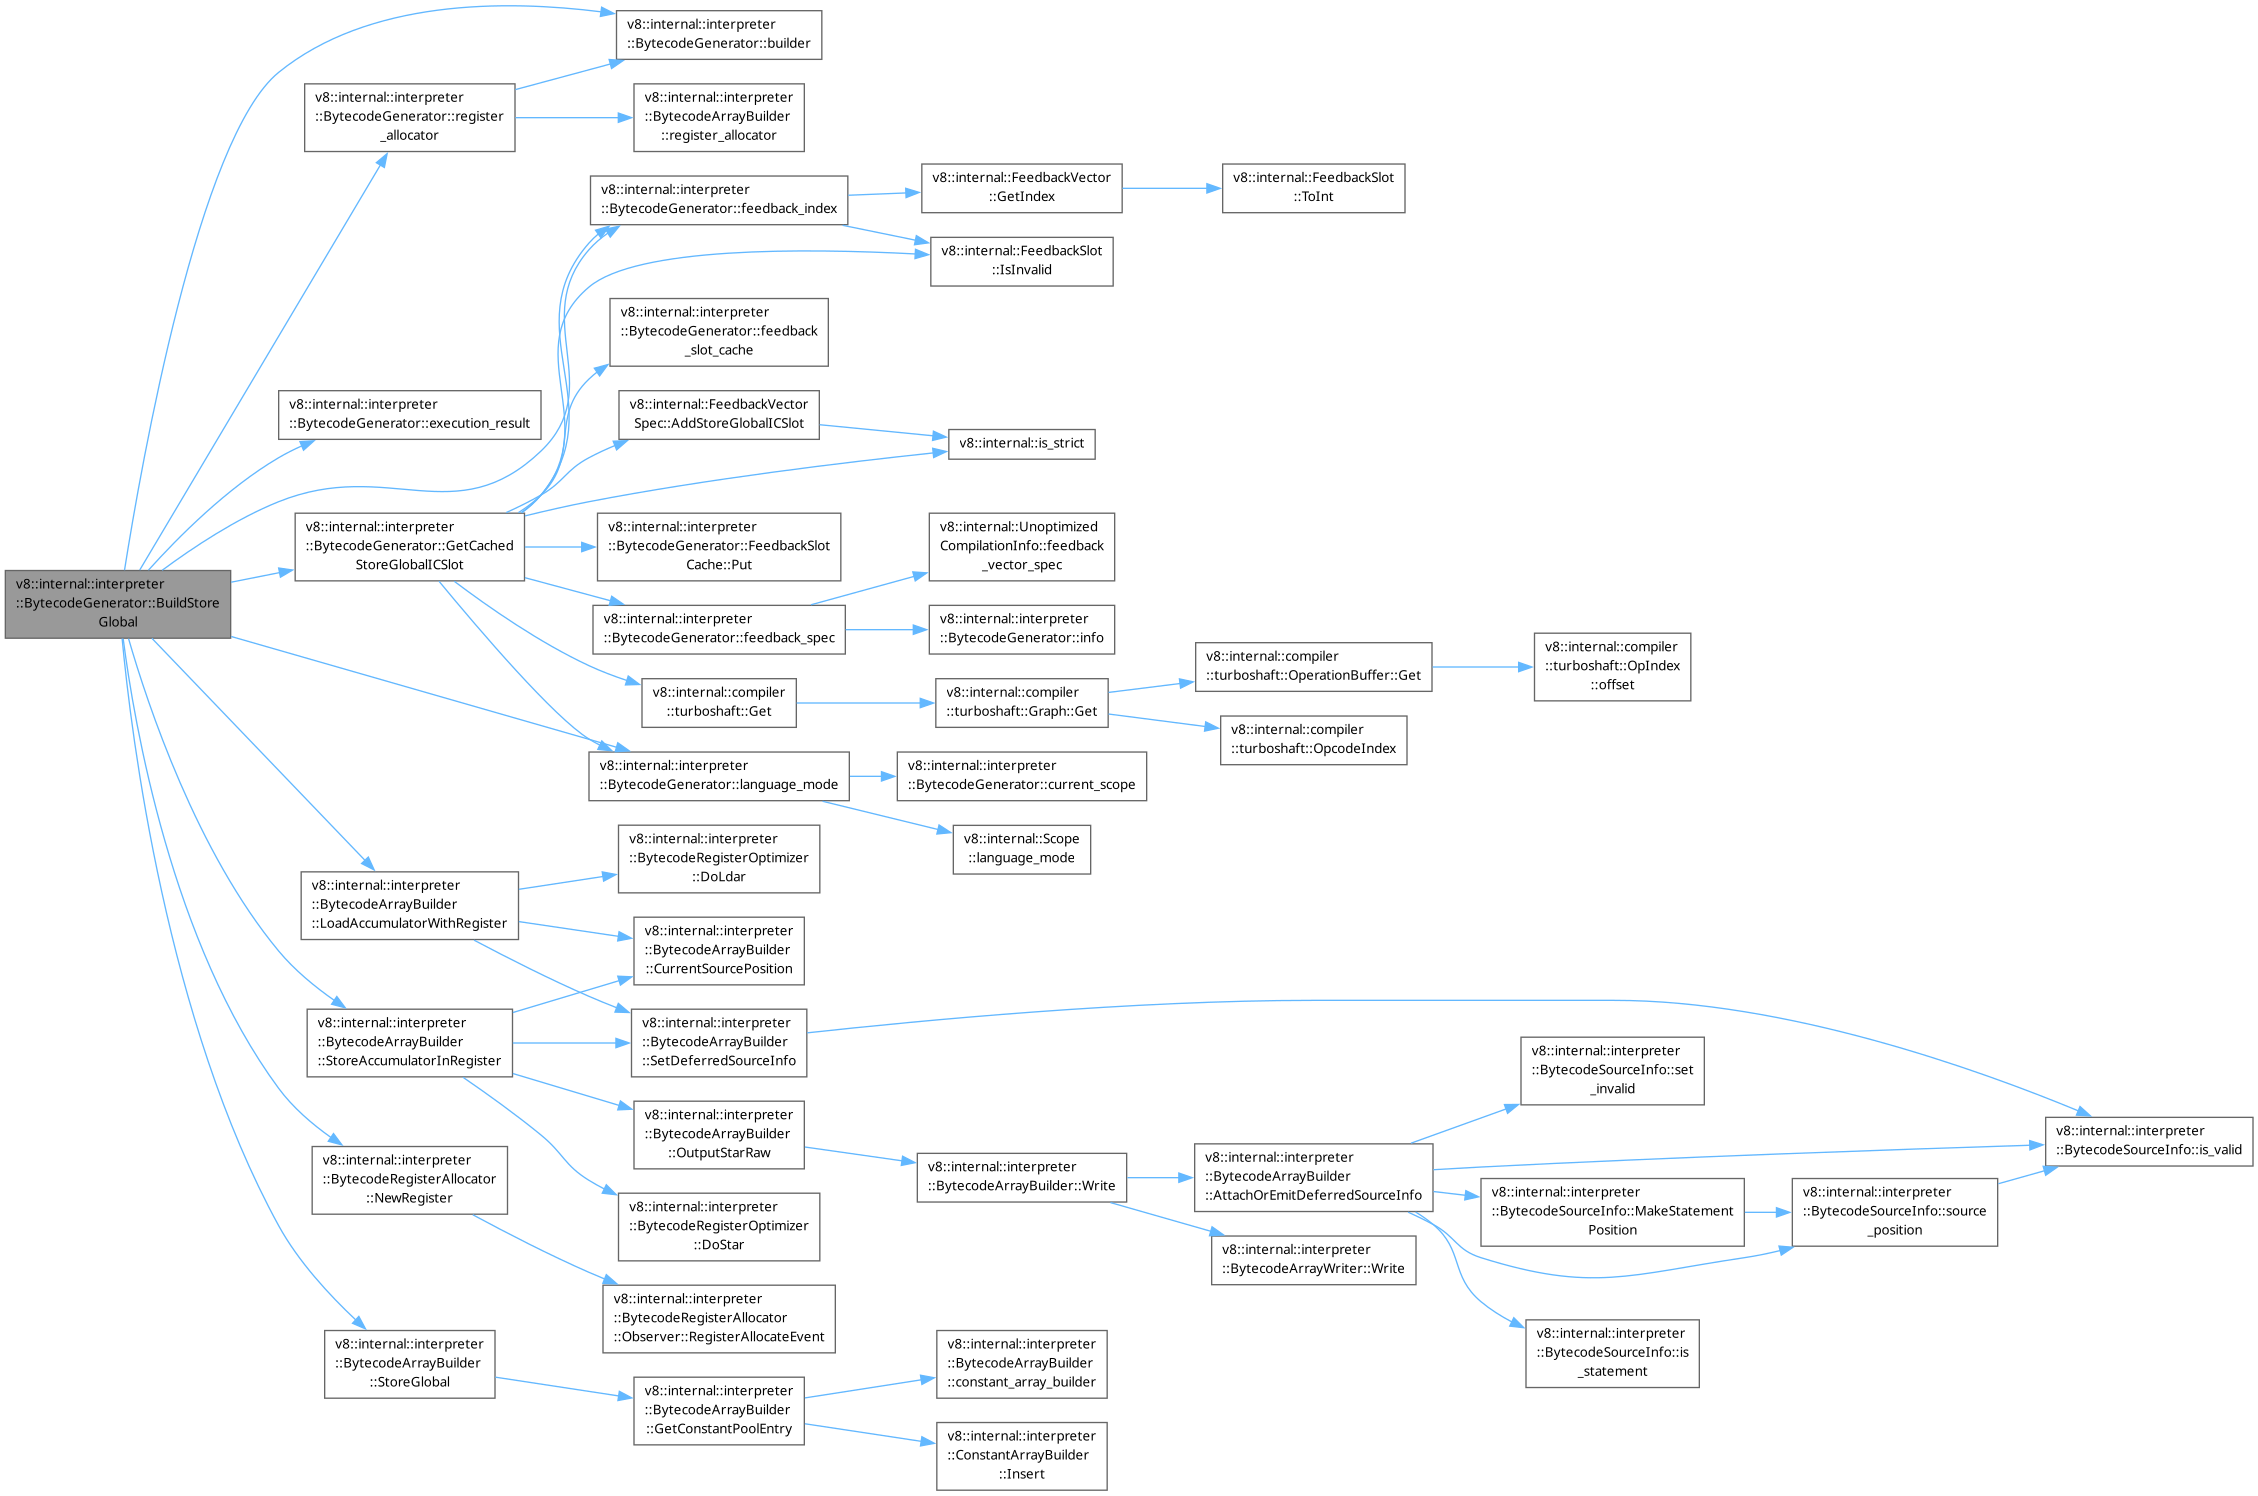 v8::internal::interpreter
::BytecodeGenerator::BuildStore
Global
v8::internal::interpreter
::BytecodeGenerator::builder
v8::internal::interpreter
::BytecodeGenerator::register
_allocator
v8::internal::interpreter
::BytecodeArrayBuilder
::register_allocator
v8::internal::interpreter
::BytecodeGenerator::feedback_index
v8::internal::FeedbackVector
::GetIndex
v8::internal::FeedbackSlot
::ToInt
v8::internal::FeedbackSlot
::IsInvalid
v8::internal::interpreter
::BytecodeGenerator::feedback
_slot_cache
v8::internal::interpreter
::BytecodeGenerator::execution_result
v8::internal::FeedbackVector
Spec::AddStoreGlobalICSlot
v8::internal::is_strict
v8::internal::interpreter
::BytecodeGenerator::GetCached
StoreGlobalICSlot
v8::internal::interpreter
::BytecodeGenerator::FeedbackSlot
Cache::Put
v8::internal::Unoptimized
CompilationInfo::feedback
_vector_spec
v8::internal::interpreter
::BytecodeGenerator::feedback_spec
v8::internal::interpreter
::BytecodeGenerator::info
v8::internal::compiler
::turboshaft::Get
v8::internal::compiler
::turboshaft::Graph::Get
v8::internal::compiler
::turboshaft::OperationBuffer::Get
v8::internal::compiler
::turboshaft::OpIndex
::offset
v8::internal::compiler
::turboshaft::OpcodeIndex
v8::internal::interpreter
::BytecodeGenerator::language_mode
v8::internal::interpreter
::BytecodeGenerator::current_scope
v8::internal::Scope
::language_mode
v8::internal::interpreter
::BytecodeArrayBuilder
::LoadAccumulatorWithRegister
v8::internal::interpreter
::BytecodeRegisterOptimizer
::DoLdar
v8::internal::interpreter
::BytecodeArrayBuilder
::CurrentSourcePosition
v8::internal::interpreter
::BytecodeArrayBuilder
::StoreAccumulatorInRegister
v8::internal::interpreter
::BytecodeArrayBuilder
::SetDeferredSourceInfo
v8::internal::interpreter
::BytecodeArrayBuilder
::OutputStarRaw
v8::internal::interpreter
::BytecodeArrayBuilder::Write
v8::internal::interpreter
::BytecodeArrayBuilder
::AttachOrEmitDeferredSourceInfo
v8::internal::interpreter
::BytecodeSourceInfo::set
_invalid
v8::internal::interpreter
::BytecodeSourceInfo::is_valid
v8::internal::interpreter
::BytecodeSourceInfo::MakeStatement
Position
v8::internal::interpreter
::BytecodeSourceInfo::source
_position
v8::internal::interpreter
::BytecodeArrayWriter::Write
v8::internal::interpreter
::BytecodeSourceInfo::is
_statement
v8::internal::interpreter
::BytecodeRegisterAllocator
::NewRegister
v8::internal::interpreter
::BytecodeRegisterOptimizer
::DoStar
v8::internal::interpreter
::BytecodeRegisterAllocator
::Observer::RegisterAllocateEvent
v8::internal::interpreter
::BytecodeArrayBuilder
::StoreGlobal
v8::internal::interpreter
::BytecodeArrayBuilder
::GetConstantPoolEntry
v8::internal::interpreter
::BytecodeArrayBuilder
::constant_array_builder
v8::internal::interpreter
::ConstantArrayBuilder
::Insert